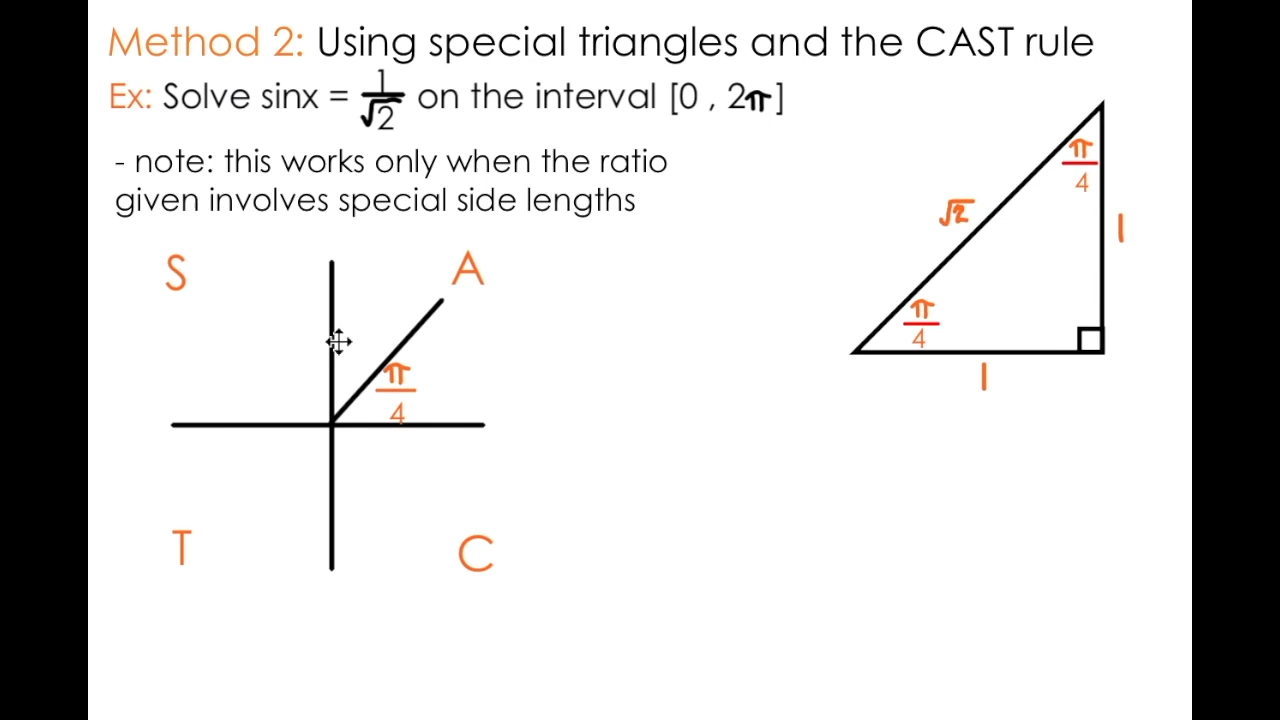 Method 2: Using special triangles and the CAST rule
Ex: Solve sinx = 1/√2 on the interval [0 , 2π]
- note: this works only when the ratio
given involves special side lengths
S
A
π/4
T
C
π/4
√2
1
π/4
1